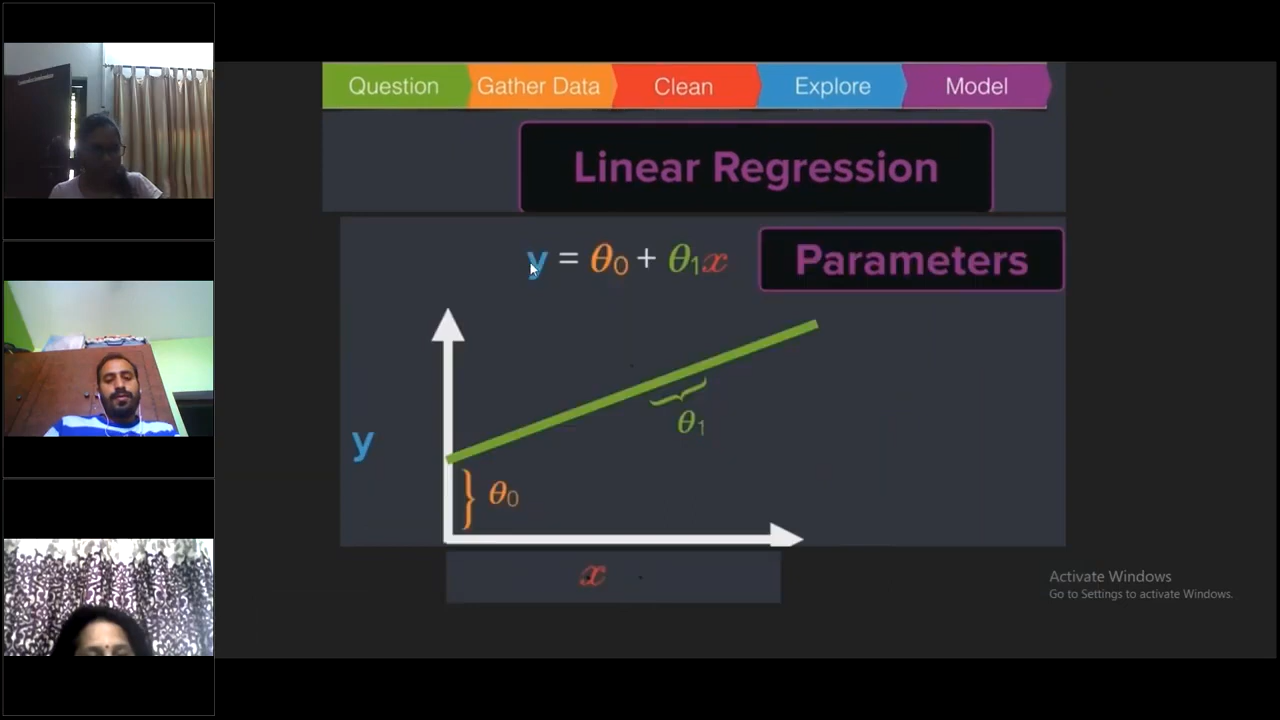 Question Gather Data Clean Explore Model
Linear Regression
y = θ0 + θ1x
Parameters
θ1
y
θ0
x
Activate Windows
Go to Settings to activate Windows.